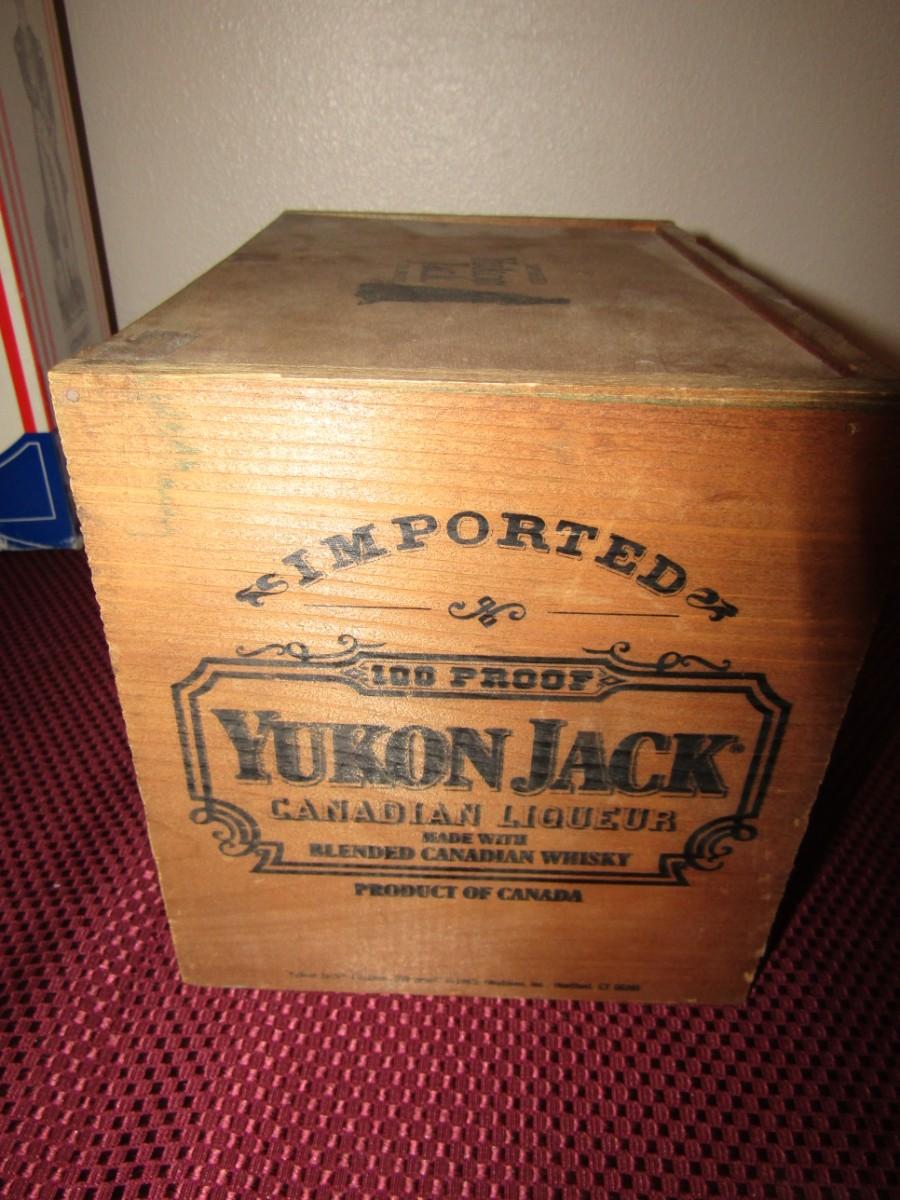 IMPORTED
100 PROOF
YUKON JACK®
CANADIAN LIQUEUR
MADE WITH
BLENDED CANADIAN WHISKY
PRODUCT OF CANADA